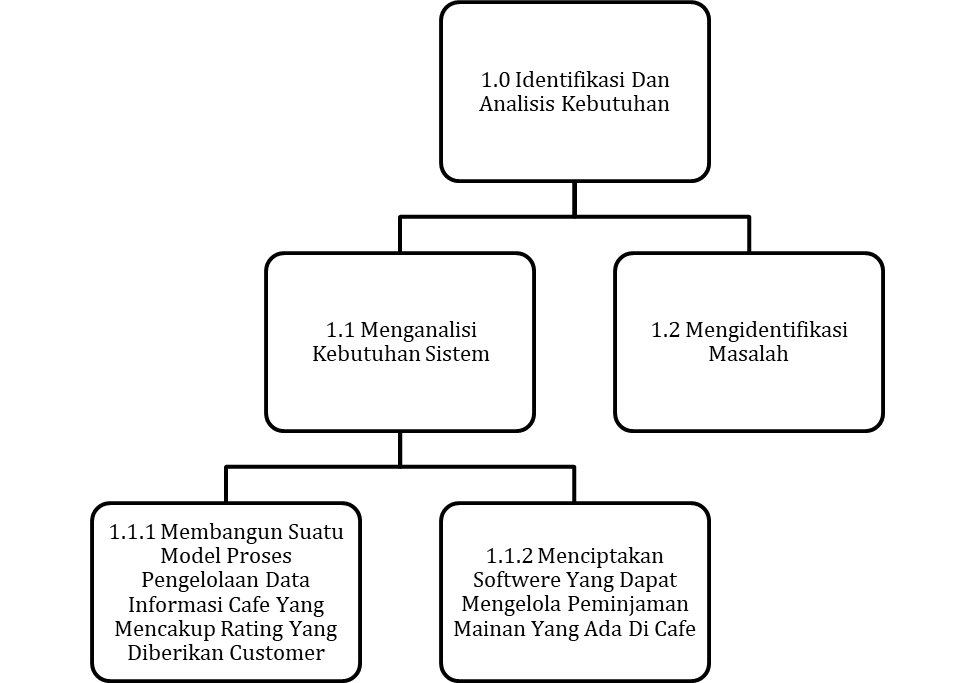 1.0 Identifikasi Dan
Analisis Kebutuhan
1.1 Menganalisi
Kebutuhan Sistem
1.2 Mengidentifikasi
Masalah
1.1.1 Membangun Suatu
Model Proses
Pengelolaan Data
Informasi Cafe Yang
Mencakup Rating Yang
Diberikan Customer
1.1.2 Menciptakan
Softwere Yang Dapat
Mengelola Peminjaman
Mainan Yang Ada Di Cafe